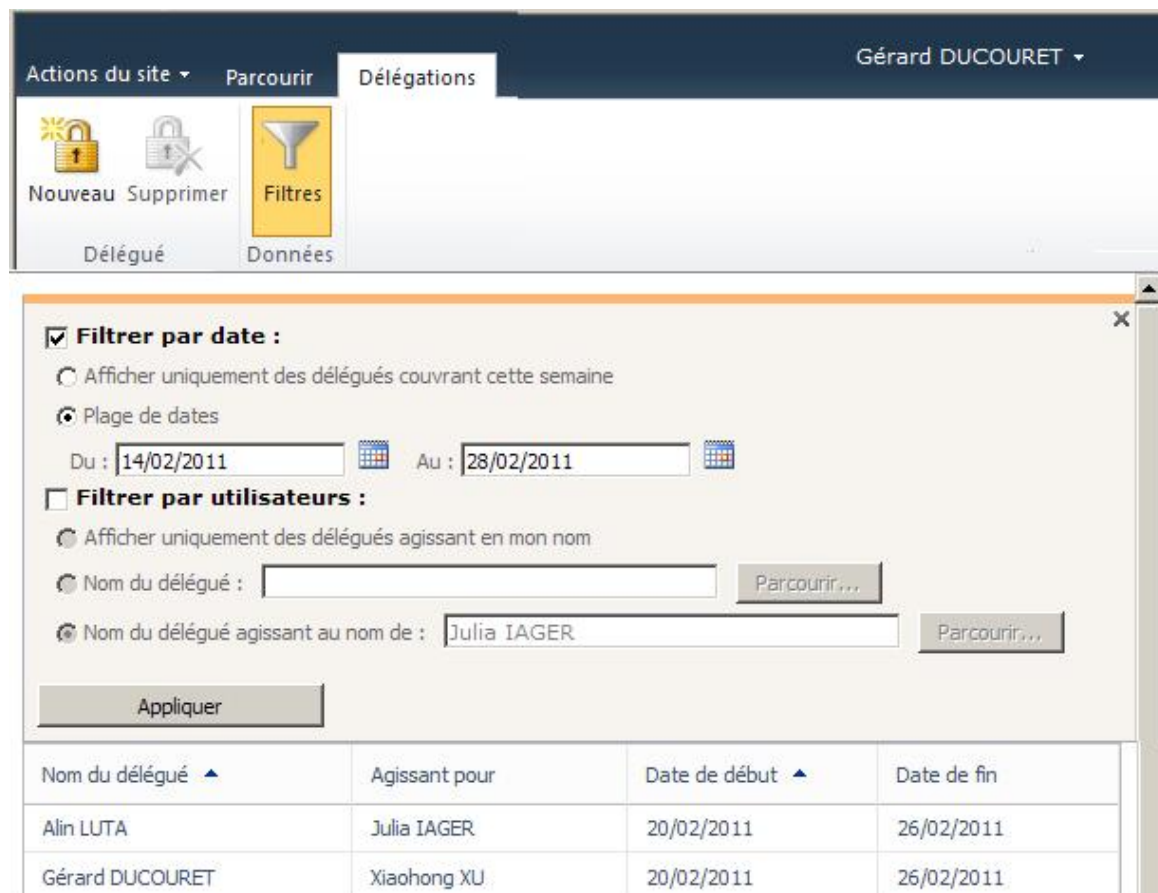 Actions du site Parcourir Délégations Gérard DUCOURET
Nouveau Supprimer Filtres
Délégué Données
Filtrer par date :
Afficher uniquement des délégués couvrant cette semaine
Plage de dates
Du : 14/02/2011 Au : 28/02/2011
Filtrer par utilisateurs :
Afficher uniquement des délégués agissant en mon nom
Nom du délégué : Parcourir...
Nom du délégué agissant au nom de : Julia IAGER Parcourir...
Appliquer
Nom du délégué Agissant pour Date de début Date de fin
Alin LUTA Julia IAGER 20/02/2011 26/02/2011
Gérard DUCOURET Xiaohong XU 20/02/2011 26/02/2011